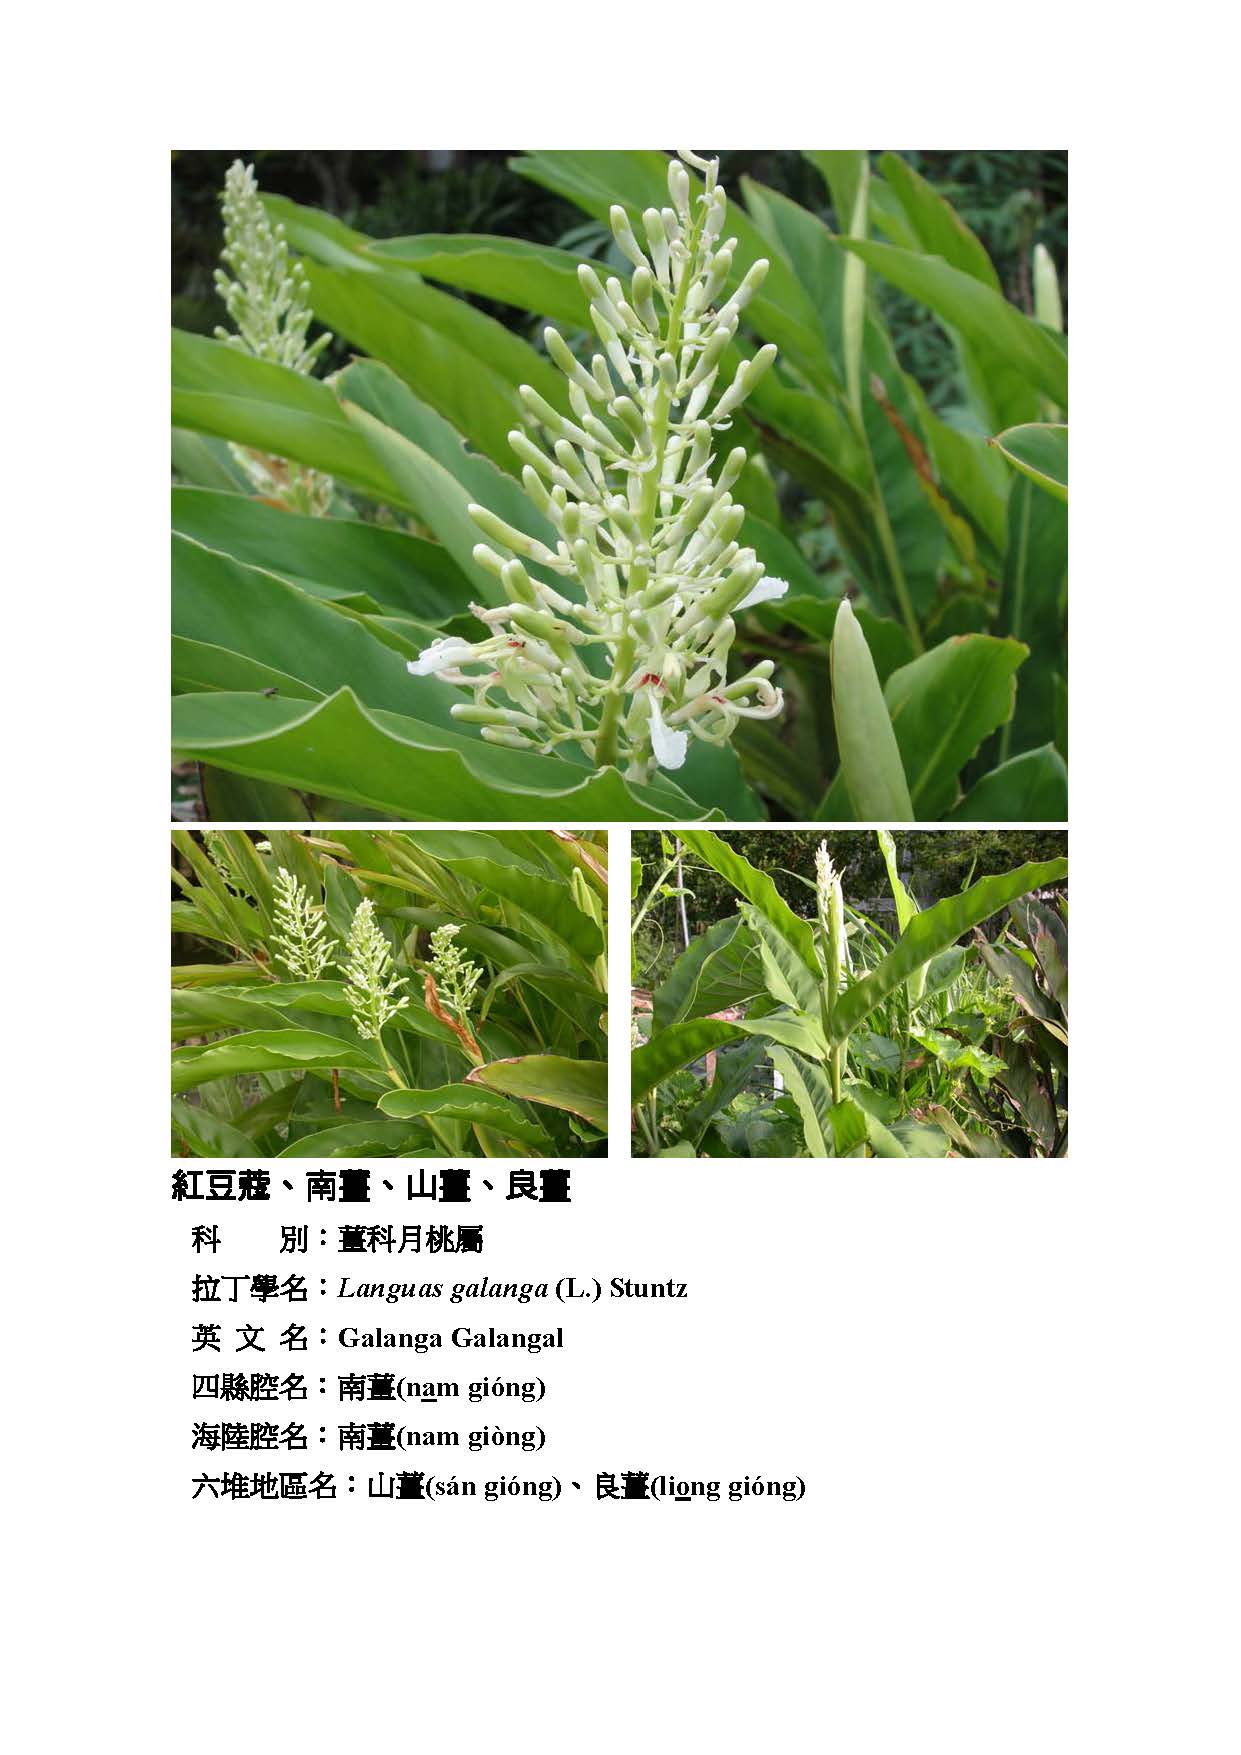 紅豆蔻、南薑、山薑、良薑
科　　別：薑科月桃屬
拉丁學名：Languas galanga (L.) Stuntz
英 文 名：Galanga Galangal
四縣腔名：南薑(nam gióng)
海陸腔名：南薑(nam giòng)
六堆地區名：山薑(sán gióng)、良薑(liong gióng)